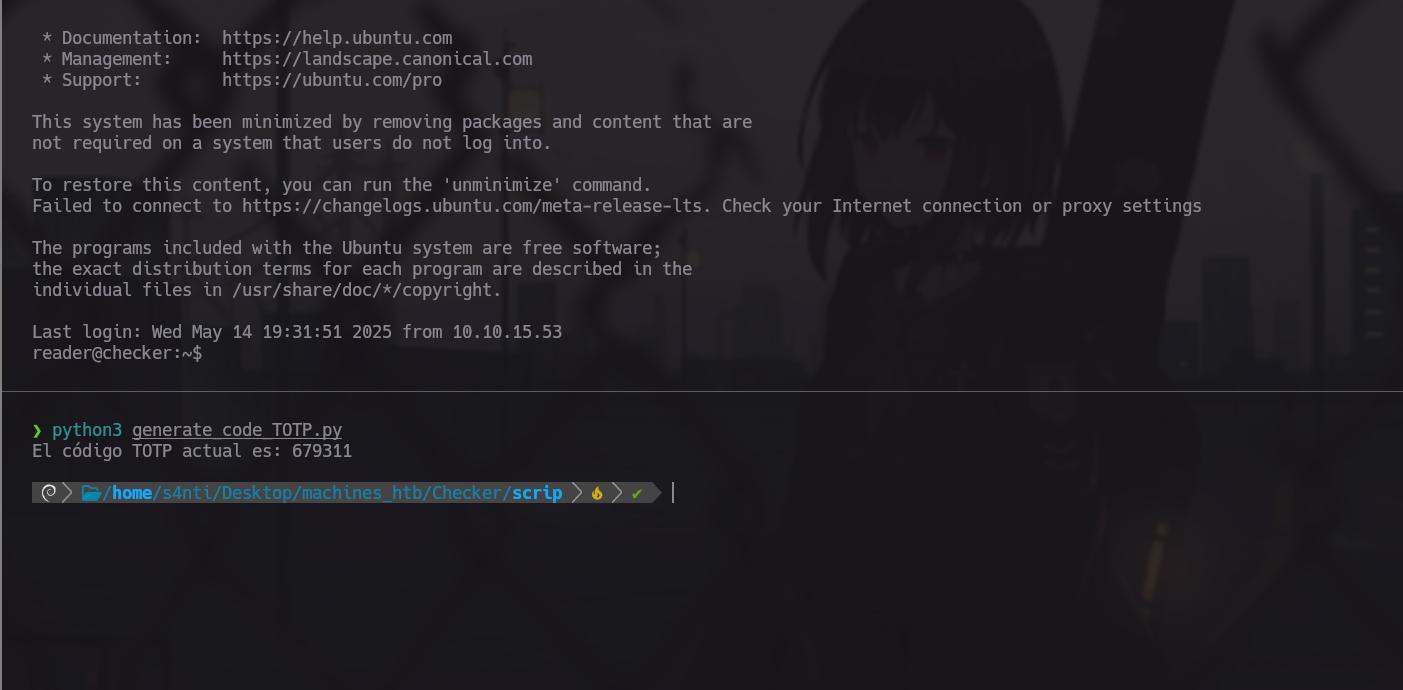 * Documentation:  https://help.ubuntu.com
* Management:     https://landscape.canonical.com
* Support:        https://ubuntu.com/pro
This system has been minimized by removing packages and content that are
not required on a system that users do not log into.
To restore this content, you can run the 'unminimize' command.
Failed to connect to https://changelogs.ubuntu.com/meta-release-lts. Check your Internet connection or proxy settings
The programs included with the Ubuntu system are free software;
the exact distribution terms for each program are described in the
individual files in /usr/share/doc/*/copyright.
Last login: Wed May 14 19:31:51 2025 from 10.10.15.53
reader@checker:~$
❯ python3 generate_code_TOTP.py
El código TOTP actual es: 679311
/home/s4nti/Desktop/machines_htb/Checker/scrip